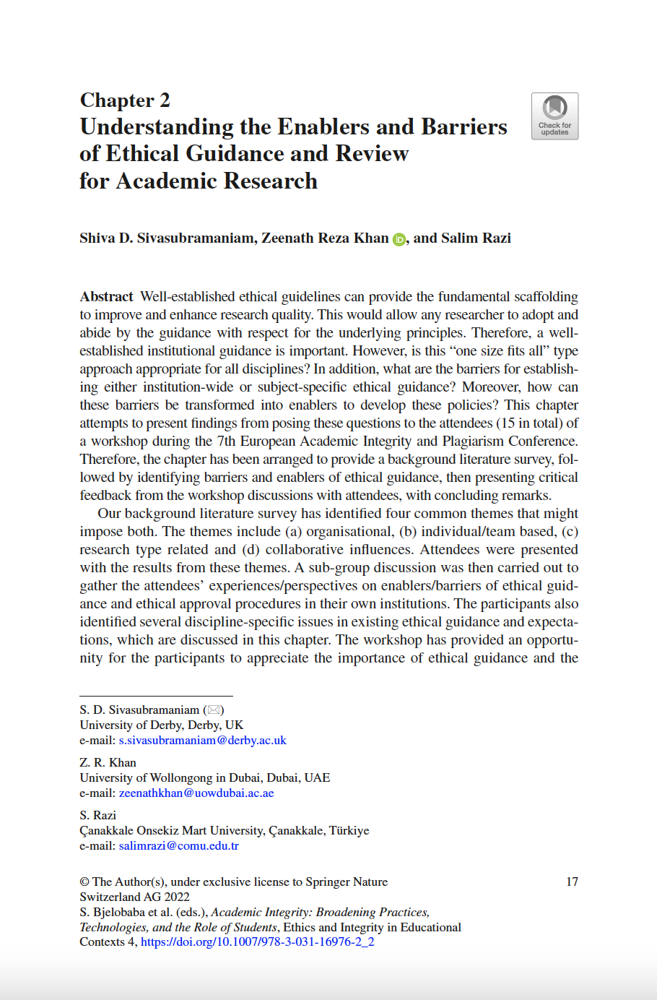 Chapter 2
Understanding the Enablers and Barriers
of Ethical Guidance and Review
for Academic Research
Check for
updates
Shiva D. Sivasubramaniam, Zeenath Reza Khan iD, and Salim Razi
Abstract Well-established ethical guidelines can provide the fundamental scaffolding
to improve and enhance research quality. This would allow any researcher to adopt and
abide by the guidance with respect for the underlying principles. Therefore, a well-
established institutional guidance is important. However, is this “one size fits all” type
approach appropriate for all disciplines? In addition, what are the barriers for establish-
ing either institution-wide or subject-specific ethical guidance? Moreover, how can
these barriers be transformed into enablers to develop these policies? This chapter
attempts to present findings from posing these questions to the attendees (15 in total) of
a workshop during the 7th European Academic Integrity and Plagiarism Conference.
Therefore, the chapter has been arranged to provide a background literature survey, fol-
lowed by identifying barriers and enablers of ethical guidance, then presenting critical
feedback from the workshop discussions with attendees, with concluding remarks.
Our background literature survey has identified four common themes that might
impose both. The themes include (a) organisational, (b) individual/team based, (c)
research type related and (d) collaborative influences. Attendees were presented
with the results from these themes. A sub-group discussion was then carried out to
gather the attendees’ experiences/perspectives on enablers/barriers of ethical guid-
ance and ethical approval procedures in their own institutions. The participants also
identified several discipline-specific issues in existing ethical guidance and expecta-
tions, which are discussed in this chapter. The workshop has provided an opportu-
nity for the participants to appreciate the importance of ethical guidance and the
S. D. Sivasubramaniam (✉)
University of Derby, Derby, UK
e-mail: s.sivasubramaniam@derby.ac.uk
Z. R. Khan
University of Wollongong in Dubai, Dubai, UAE
e-mail: zeenathkhan@uowdubai.ac.ae
S. Razi
Çanakkale Onsekiz Mart University, Çanakkale, Türkiye
e-mail: salimrazi@comu.edu.tr
© The Author(s), under exclusive license to Springer Nature 17
Switzerland AG 2022
S. Bjelobaba et al. (eds.), Academic Integrity: Broadening Practices,
Technologies, and the Role of Students, Ethics and Integrity in Educational
Contexts 4, https://doi.org/10.1007/978-3-031-16976-2_2